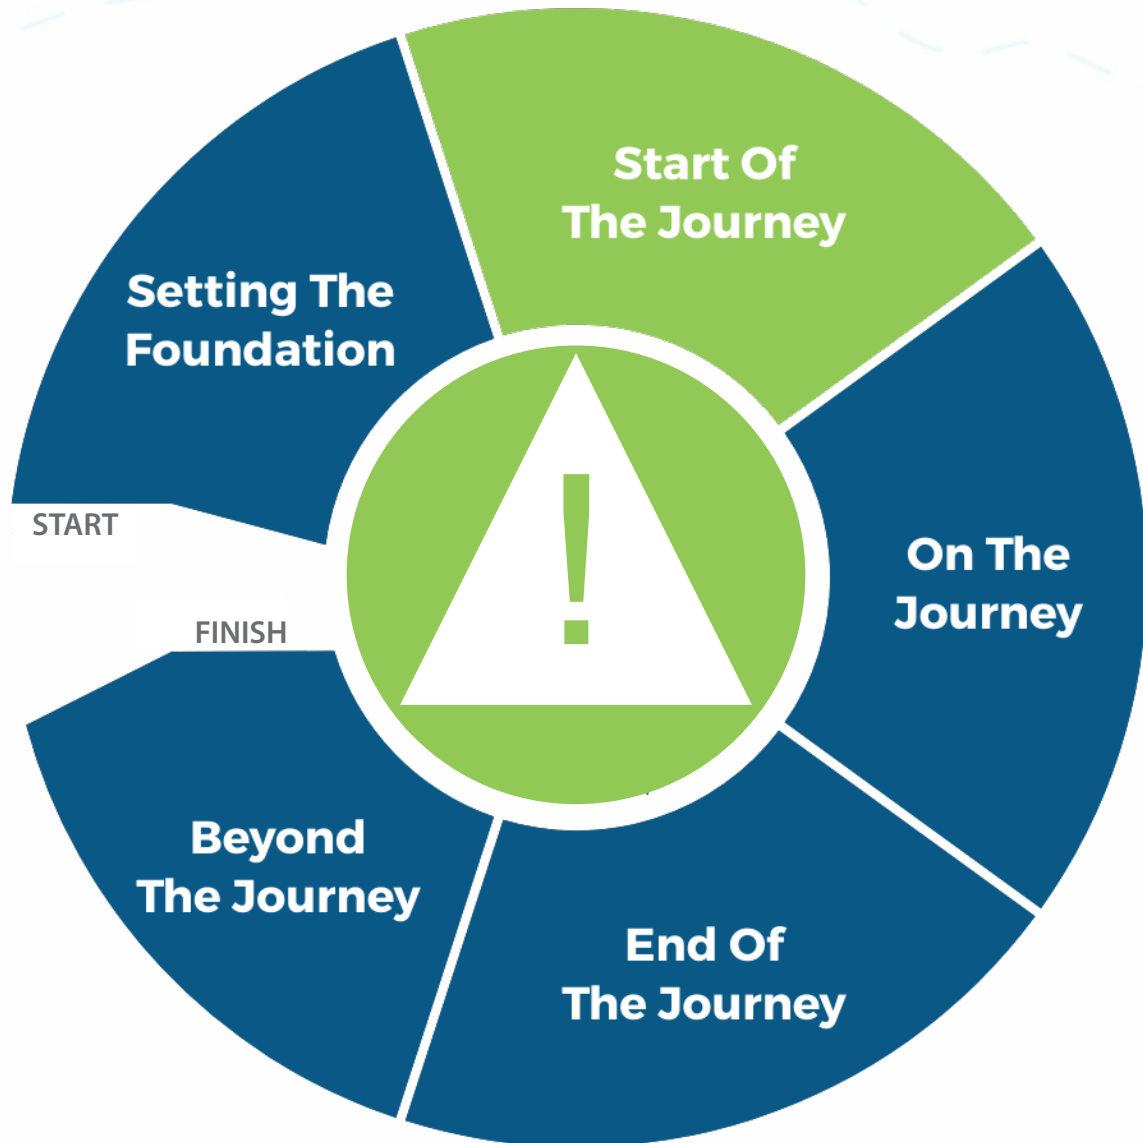 Start Of
The Journey
Setting The
Foundation
START
!
On The
Journey
FINISH
Beyond
The Journey
End Of
The Journey